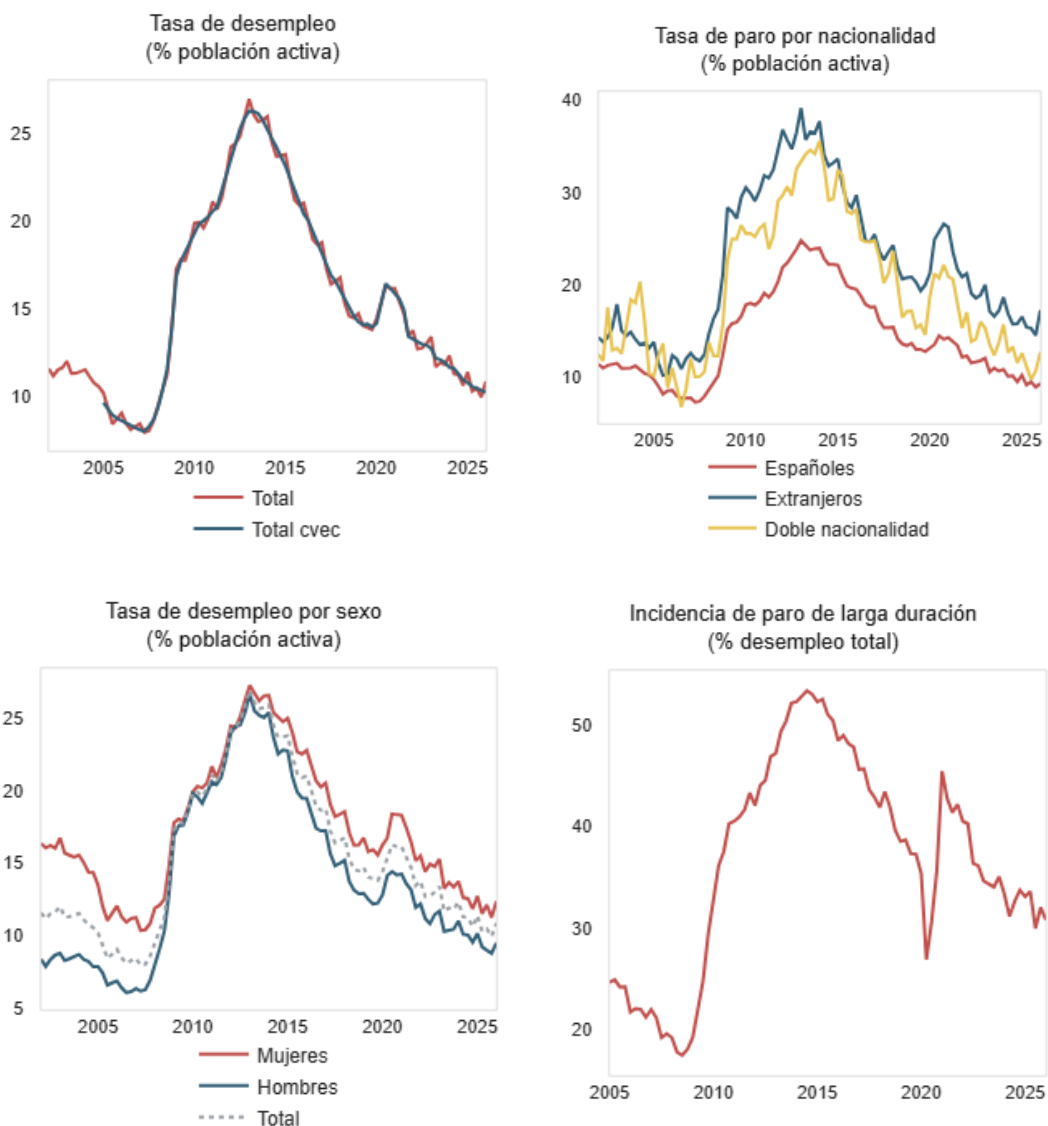 Tasa de desempleo
(% población activa)
25
20
15
10
2005 2010 2015 2020 2025
Total
Total cvec
Tasa de paro por nacionalidad
(% población activa)
40
30
20
10
2005 2010 2015 2020 2025
Españoles
Extranjeros
Doble nacionalidad
Tasa de desempleo por sexo
(% población activa)
25
20
15
10
5
2005 2010 2015 2020 2025
Mujeres
Hombres
Total
Incidencia de paro de larga duración
(% desempleo total)
50
40
30
20
2005 2010 2015 2020 2025